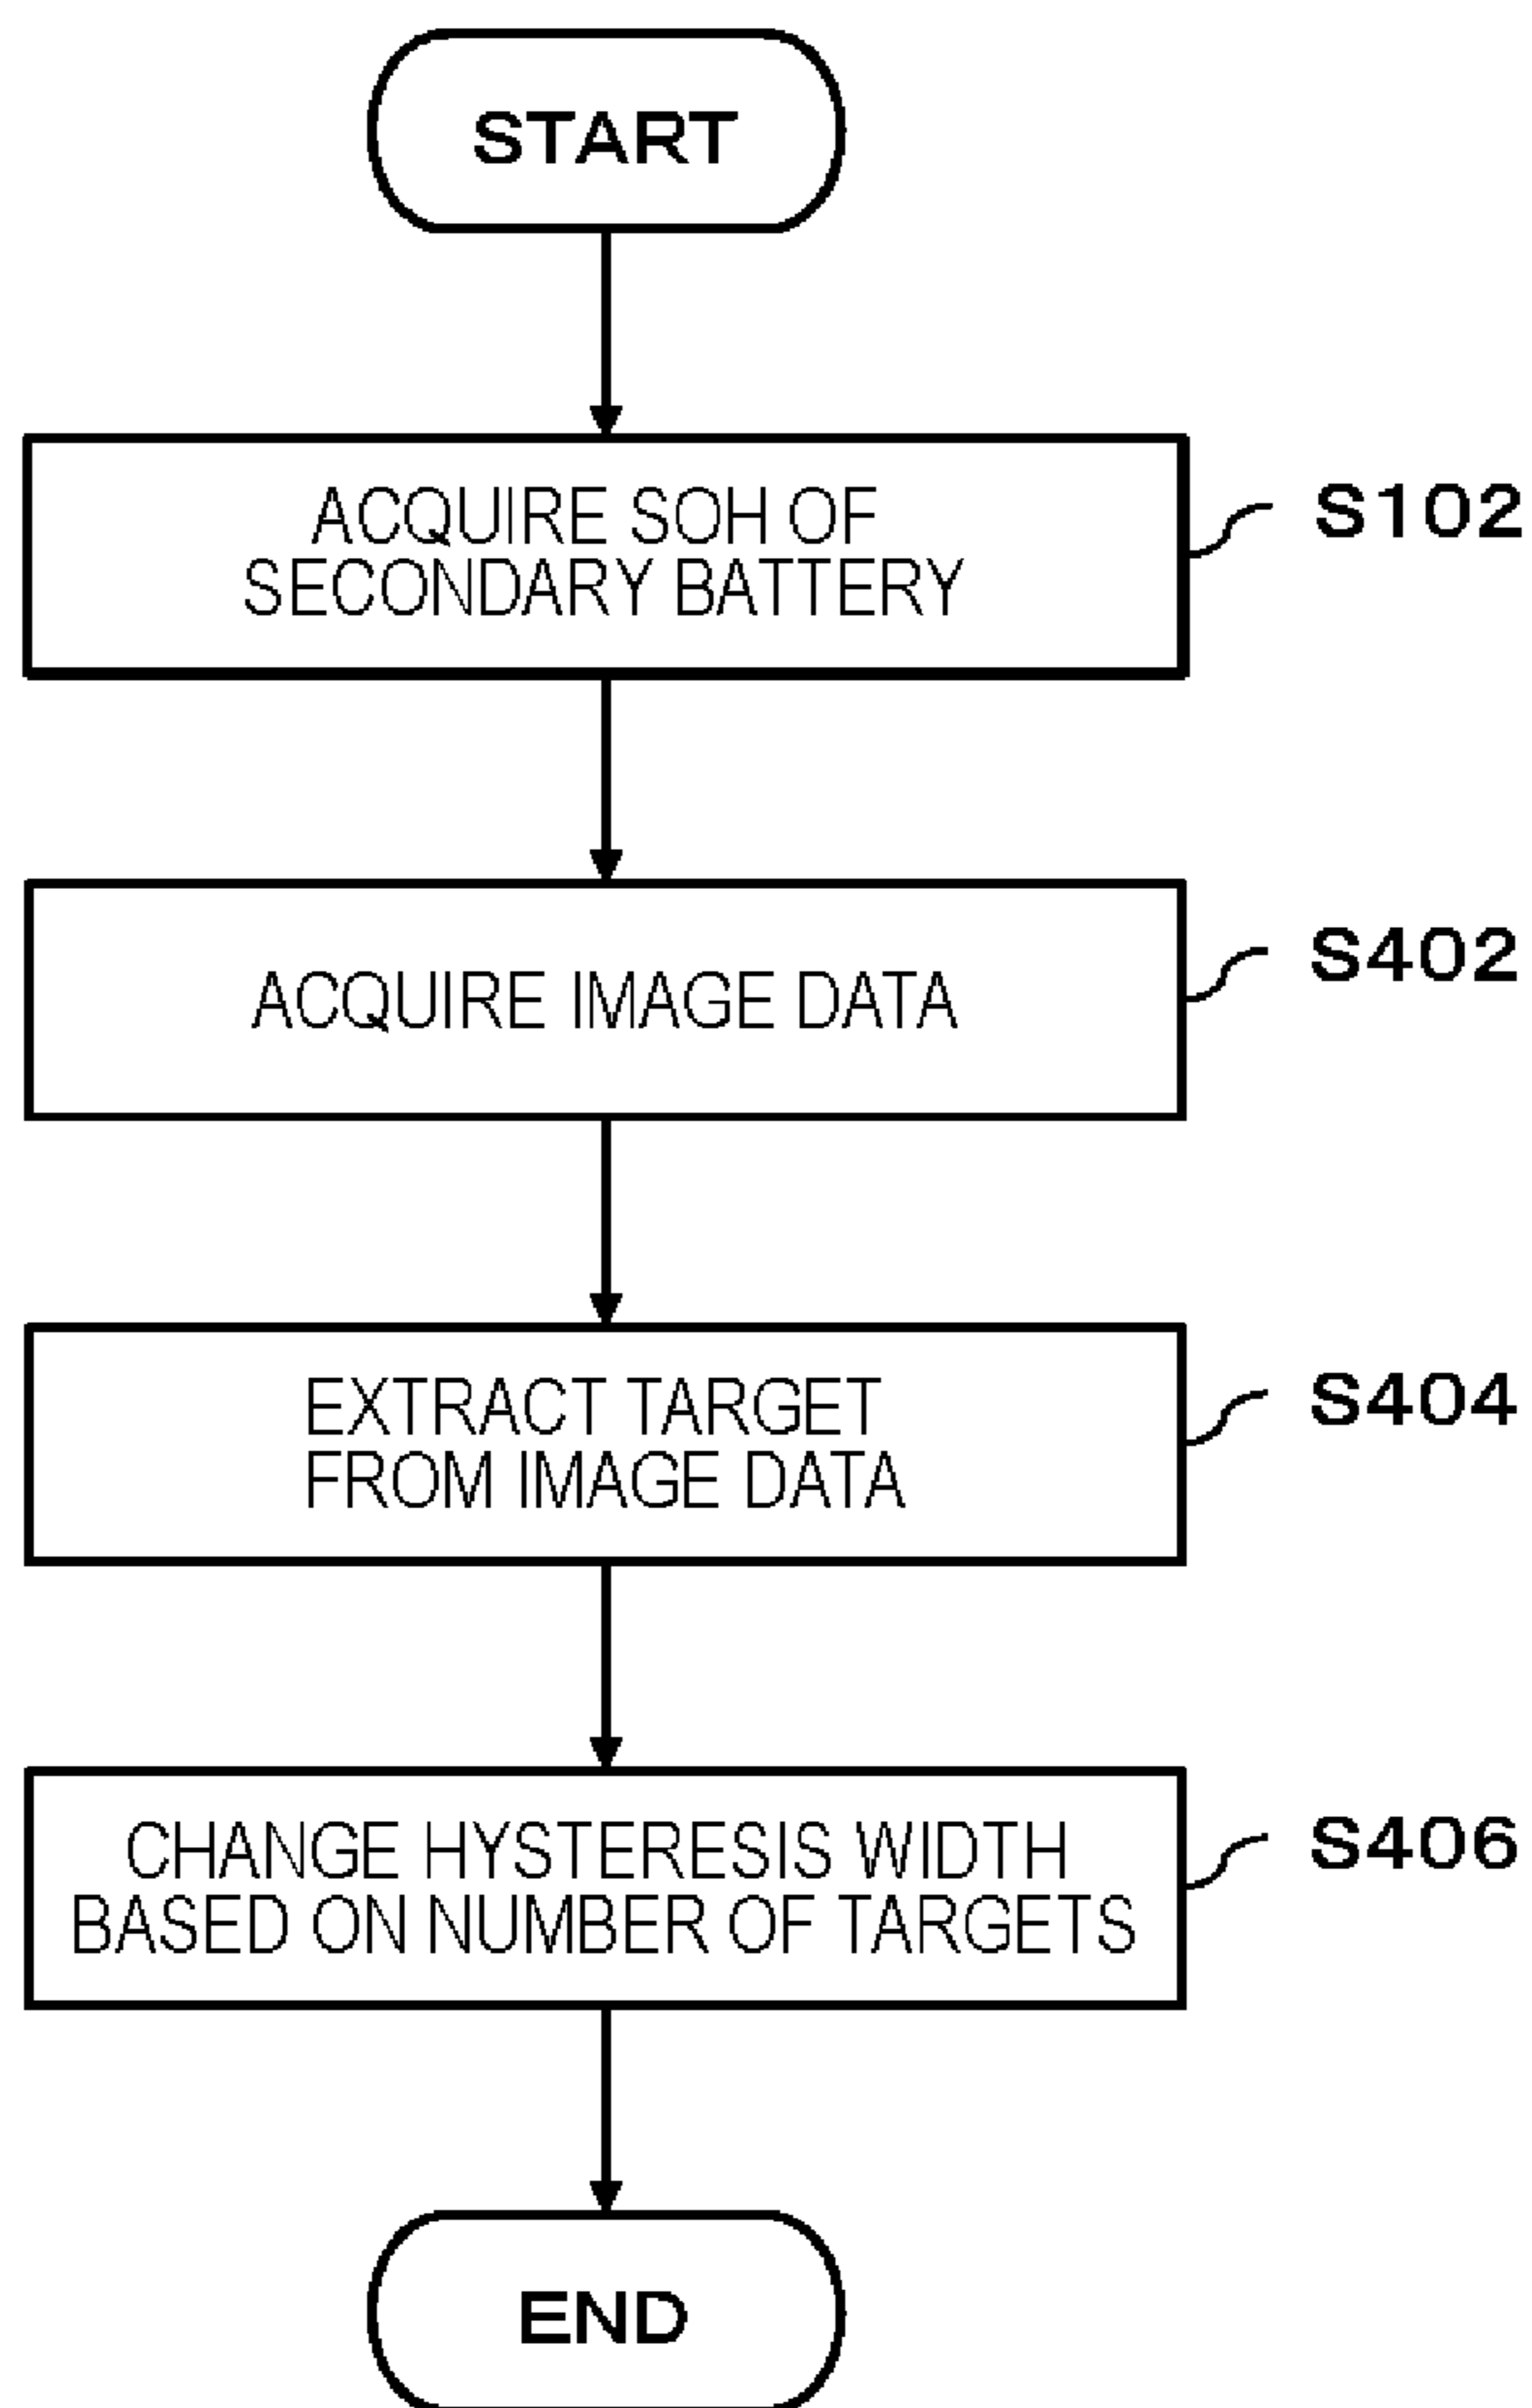 START
ACQUIRE SOH OF
SECONDARY BATTERY
S102
ACQUIRE IMAGE DATA
S402
EXTRACT TARGET
FROM IMAGE DATA
S404
CHANGE HYSTERESIS WIDTH
BASED ON NUMBER OF TARGETS
S406
END